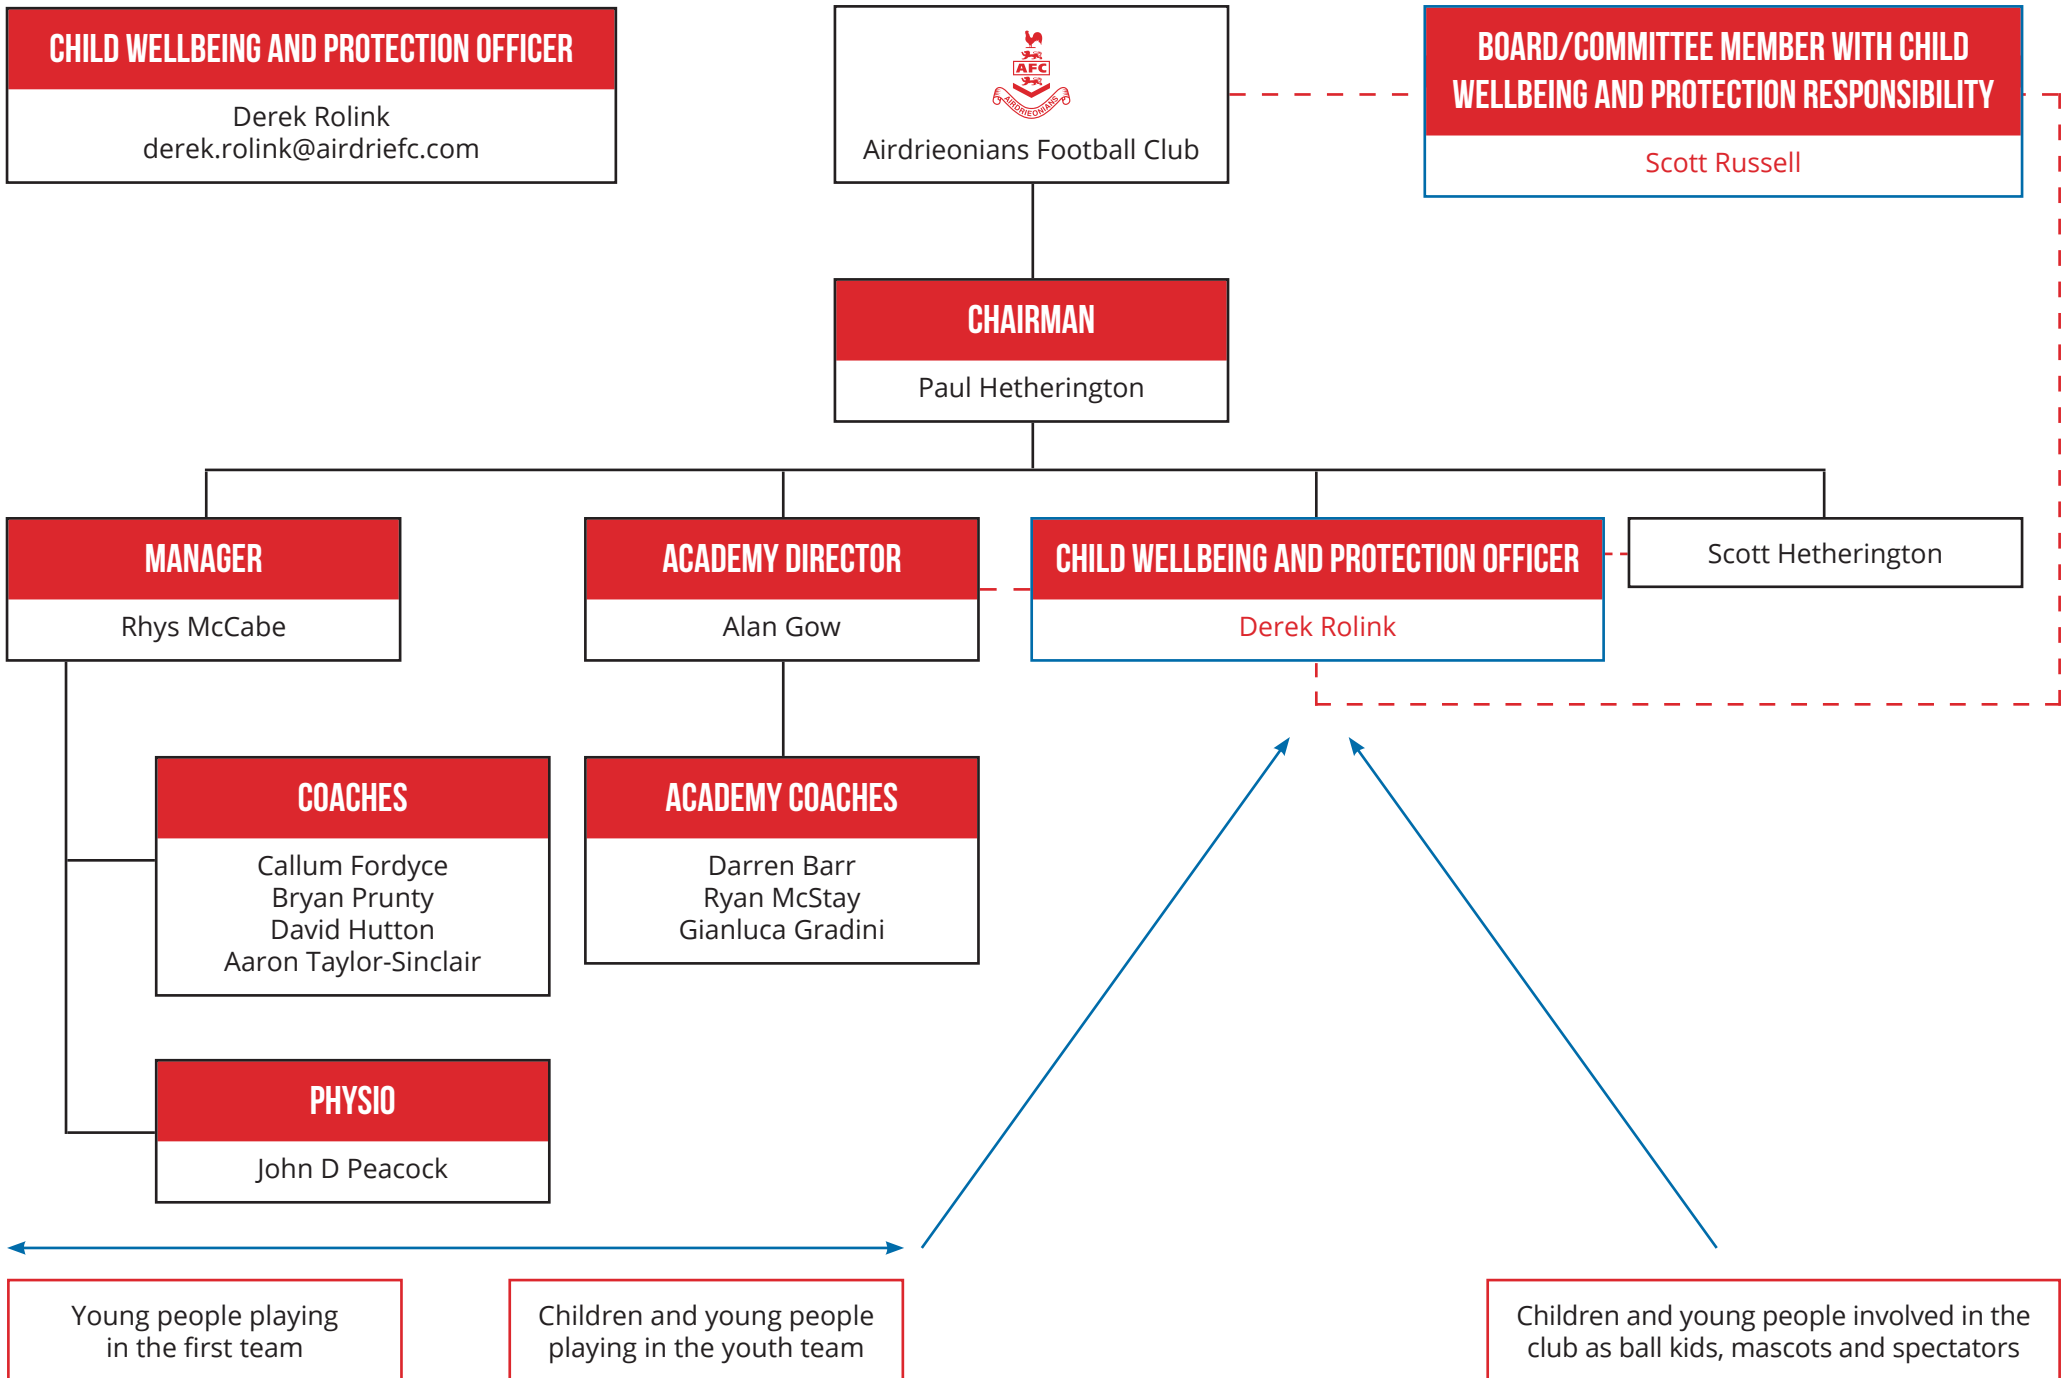 CHILD WELLBEING AND PROTECTION OFFICER
Derek Rolink
derek.rolink@airdriefc.com
AFC
AIRDRIEONIANS
Airdrieonians Football Club
BOARD/COMMITTEE MEMBER WITH CHILD
WELLBEING AND PROTECTION RESPONSIBILITY
Scott Russell
CHAIRMAN
Paul Hetherington
MANAGER
Rhys McCabe
ACADEMY DIRECTOR
Alan Gow
CHILD WELLBEING AND PROTECTION OFFICER
Derek Rolink
Scott Hetherington
COACHES
Callum Fordyce
Bryan Prunty
David Hutton
Aaron Taylor-Sinclair
ACADEMY COACHES
Darren Barr
Ryan McStay
Gianluca Gradini
PHYSIO
John D Peacock
Young people playing
in the first team
Children and young people
playing in the youth team
Children and young people involved in the
club as ball kids, mascots and spectators